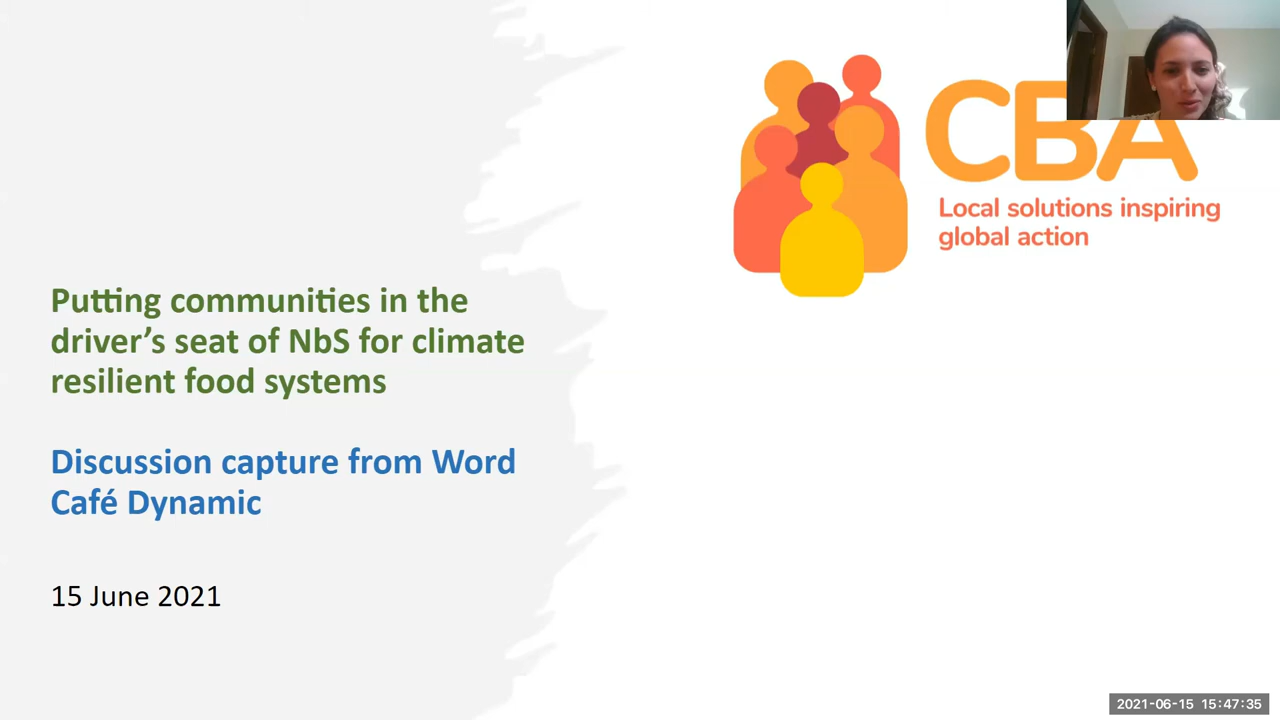 CBA
Local solutions inspiring
global action
Putting communities in the
driver’s seat of NbS for climate
resilient food systems
Discussion capture from Word
Café Dynamic
15 June 2021
2021-06-15 15:47:35